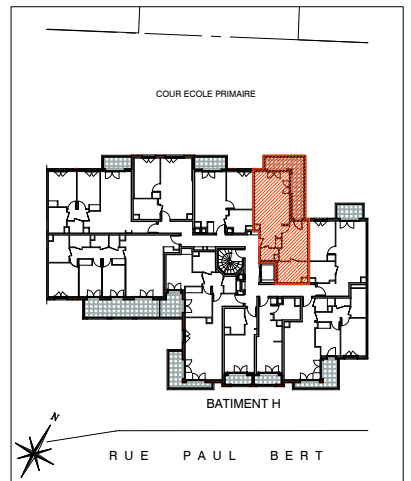 COUR ECOLE PRIMAIRE
BATIMENT H
N
RUE PAUL BERT